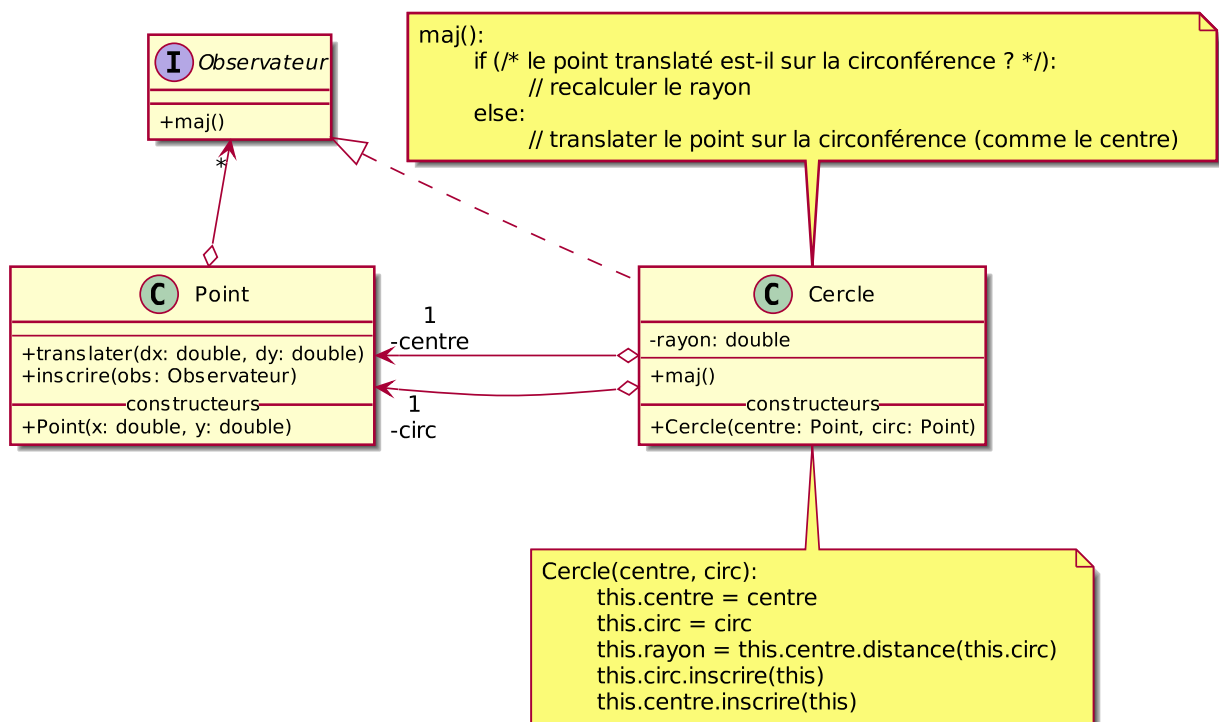 maj():
if (/* le point translaté est-il sur la circonférence ? */):
// recalculer le rayon
else:
// translater le point sur la circonférence (comme le centre)
I Observateur
+maj()
*
C Point
+translater(dx: double, dy: double)
+inscrire(obs: Observateur)
constructeurs
+Point(x: double, y: double)
1
-centre
1
-circ
C Cercle
-rayon: double
+maj()
constructeurs
+Cercle(centre: Point, circ: Point)
Cercle(centre, circ):
this.centre = centre
this.circ = circ
this.rayon = this.centre.distance(this.circ)
this.circ.inscrire(this)
this.centre.inscrire(this)